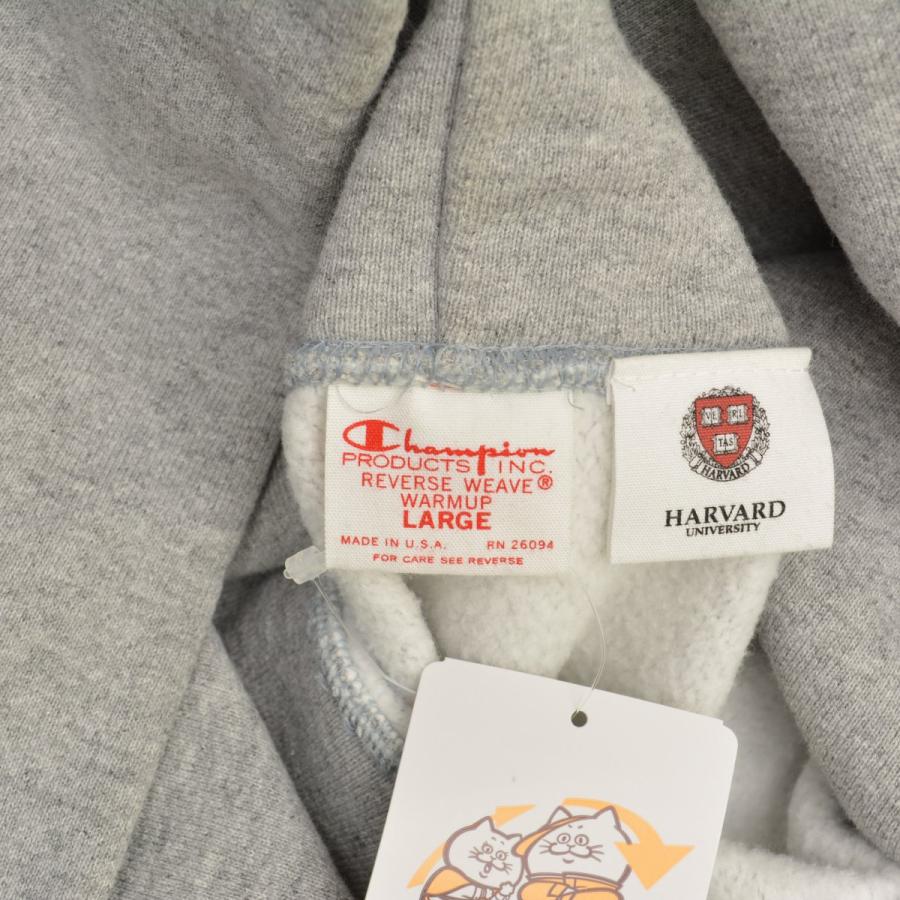 Champion
PRODUCTS INC.
REVERSE WEAVE®
WARMUP
LARGE
MADE IN U.S.A. RN 26094
FOR CARE SEE REVERSE
VE RI
TAS
HARVARD
HARVARD
UNIVERSITY